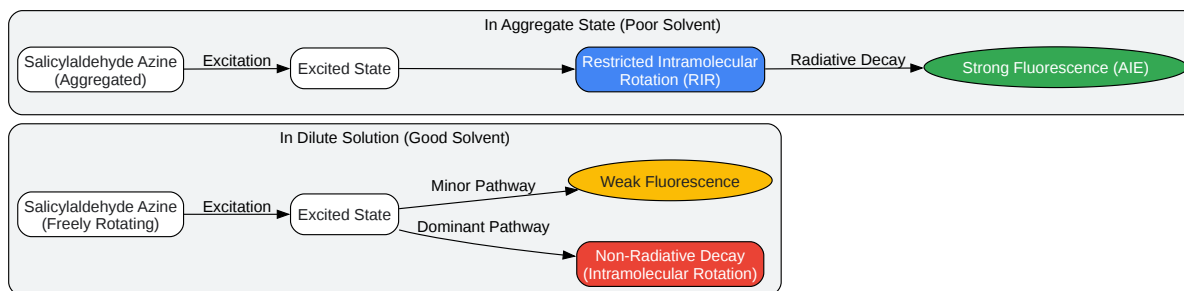 In Aggregate State (Poor Solvent)
Salicylaldehyde Azine
(Aggregated)
Excitation
Excited State
Restricted Intramolecular
Rotation (RIR)
Radiative Decay
Strong Fluorescence (AIE)
In Dilute Solution (Good Solvent)
Salicylaldehyde Azine
(Freely Rotating)
Excitation
Excited State
Minor Pathway
Weak Fluorescence
Dominant Pathway
Non-Radiative Decay
(Intramolecular Rotation)